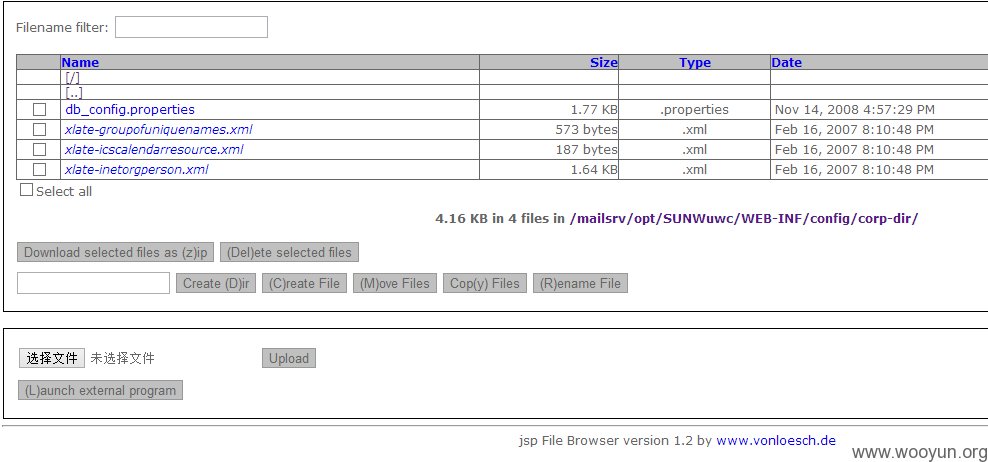 Filename filter:
Name Size Type Date
[/]
[..]
db_config.properties 1.77 KB .properties Nov 14, 2008 4:57:29 PM
xlate-groupofuniquenames.xml 573 bytes .xml Feb 16, 2007 8:10:48 PM
xlate-icscalendarresource.xml 187 bytes .xml Feb 16, 2007 8:10:48 PM
xlate-inetorgperson.xml 1.64 KB .xml Feb 16, 2007 8:10:48 PM
Select all
4.16 KB in 4 files in /mailsrv/opt/SUNWuwc/WEB-INF/config/corp-dir/
Download selected files as (z)ip (Del)ete selected files
Create (D)ir (C)reate File (M)ove Files Cop(y) Files (R)ename File
选择文件 未选择文件 Upload
(L)aunch external program
jsp File Browser version 1.2 by www.vonloesch.de
www.wooyun.org